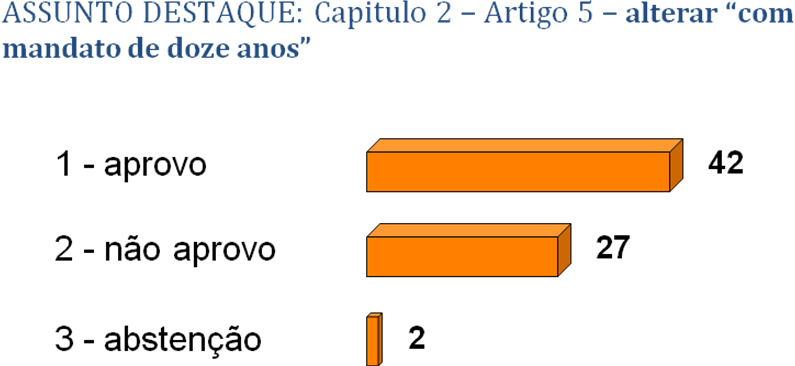 ASSUNTO DESTAQUE: Capitulo 2 – Artigo 5 – alterar “com
mandato de doze anos”
1 - aprovo 42
2 - não aprovo 27
3 - abstenção 2